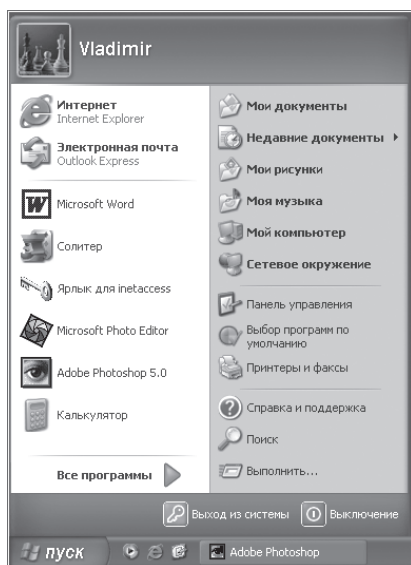 Vladimir
Интернет
Internet Explorer
Электронная почта
Outlook Express
Microsoft Word
Солитер
Ярлык для inetaccess
Microsoft Photo Editor
Adobe Photoshop 5.0
Калькулятор
Все программы
Мои документы
Недавние документы
Мои рисунки
Моя музыка
Мой компьютер
Сетевое окружение
Панель управления
Выбор программ по
умолчанию
Принтеры и факсы
Справка и поддержка
Поиск
Выполнить...
Выход из системы
Выключение
пуск
Adobe Photoshop